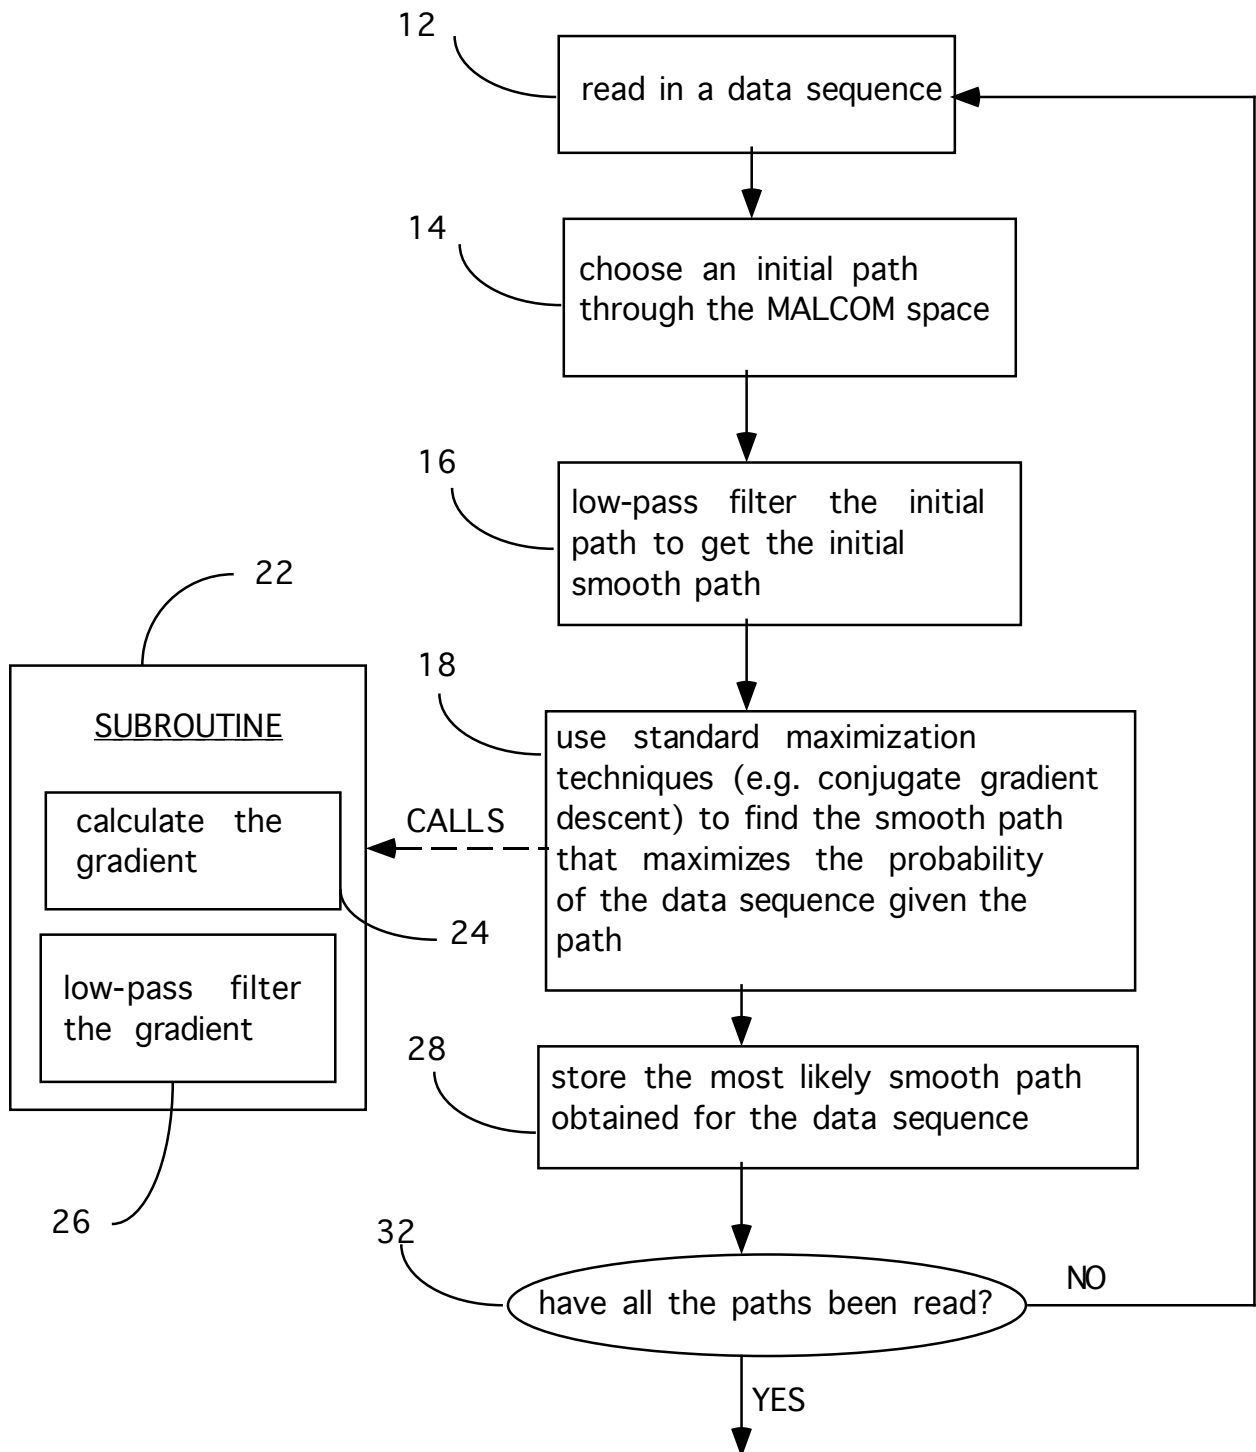 12
read in a data sequence
14
choose an initial path
through the MALCOM space
16
low-pass filter the initial
path to get the initial
smooth path
22
18
SUBROUTINE
use standard maximization
techniques (e.g. conjugate gradient
descent) to find the smooth path
that maximizes the probability
of the data sequence given the
path
CALLS
calculate the
gradient
24
low-pass filter
the gradient
26
28
store the most likely smooth path
obtained for the data sequence
32
have all the paths been read?
NO
YES